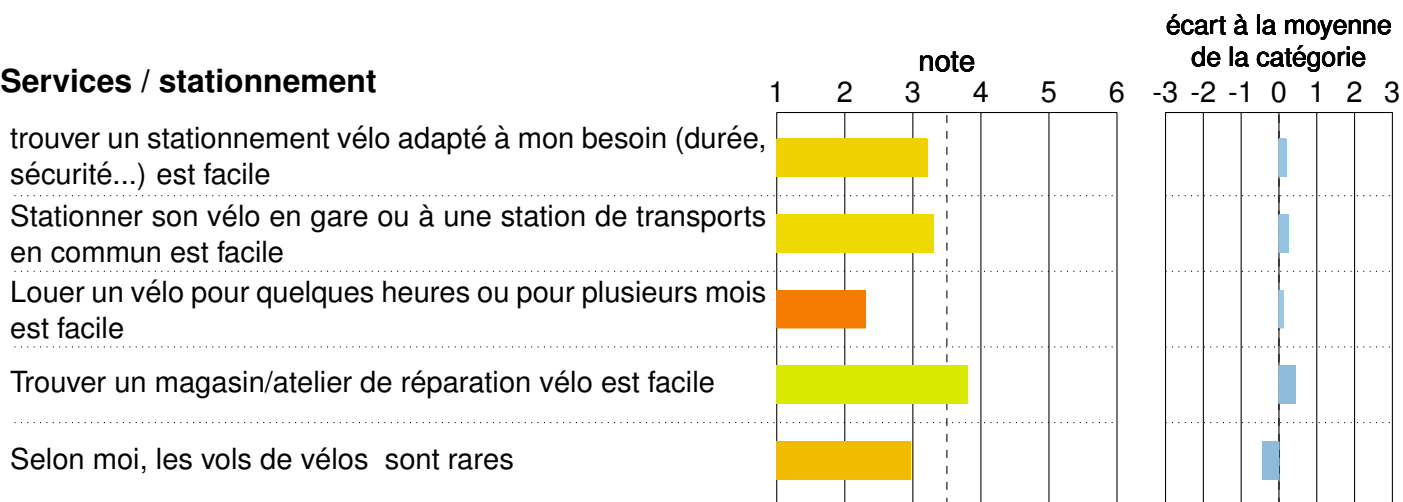 écart à la moyenne
note de la catégorie
Services / stationnement
1 2 3 4 5 6 -3 -2 -1 0 1 2 3
trouver un stationnement vélo adapté à mon besoin (durée,
sécurité...) est facile
Stationner son vélo en gare ou à une station de transports
en commun est facile
Louer un vélo pour quelques heures ou pour plusieurs mois
est facile
Trouver un magasin/atelier de réparation vélo est facile
Selon moi, les vols de vélos sont rares